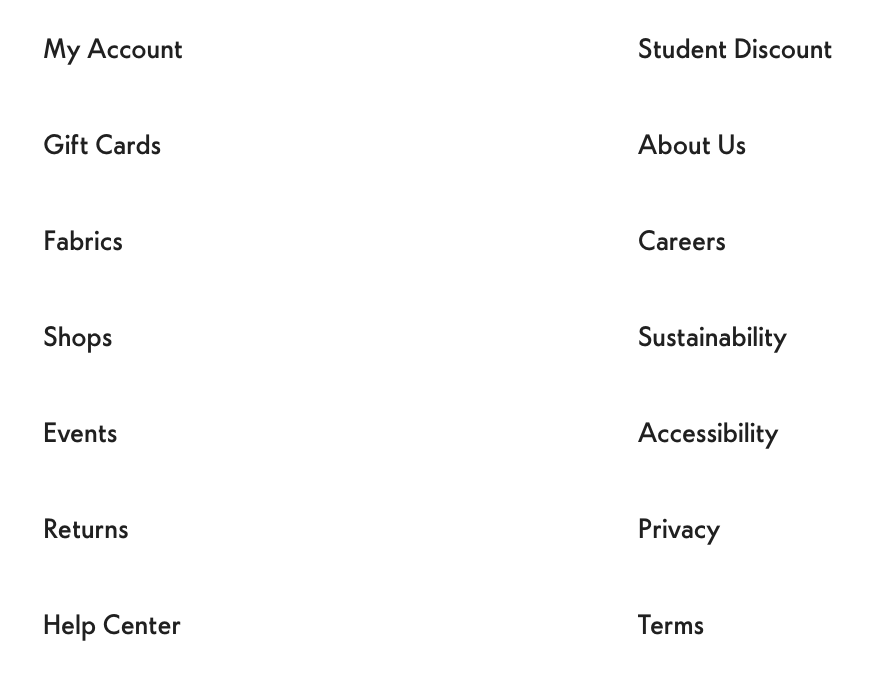 My Account
Gift Cards
Fabrics
Shops
Events
Returns
Help Center
Student Discount
About Us
Careers
Sustainability
Accessibility
Privacy
Terms